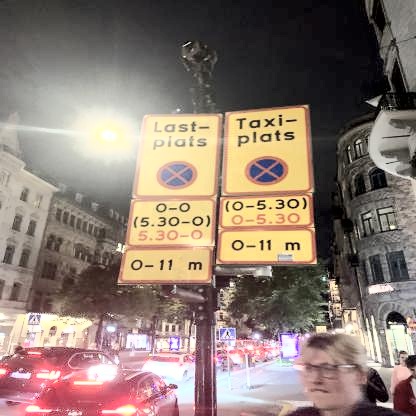 Last-
plats
0-0
(5.30-0)
5.30-0
0-11 m
Taxi-
plats
(0-5.30)
0-5.30
0-11 m